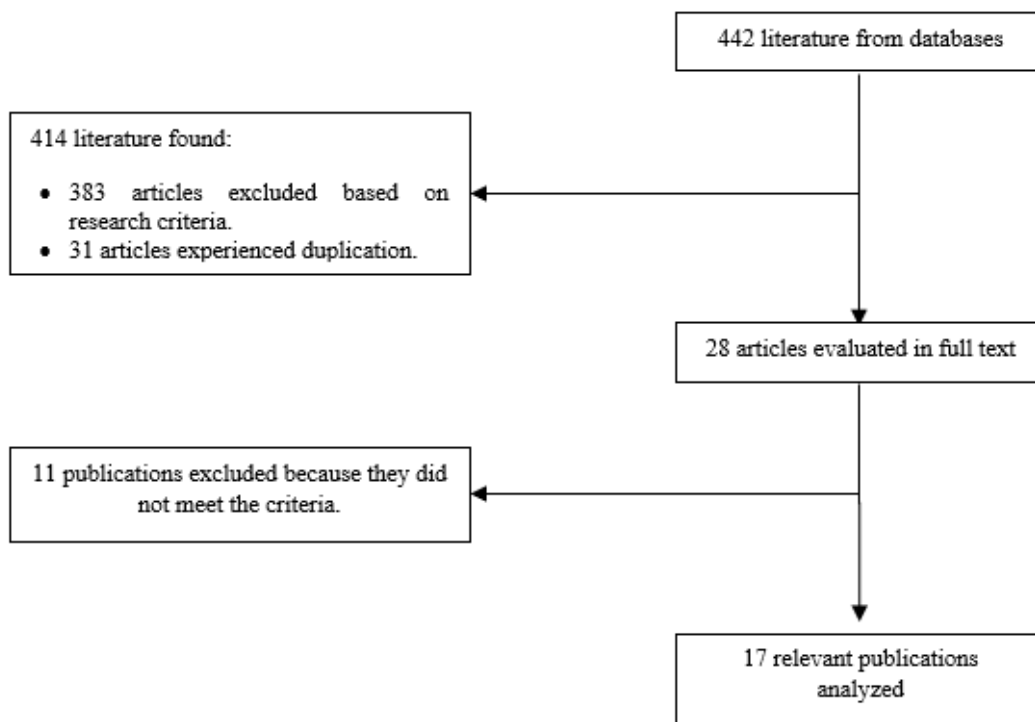 442 literature from databases
414 literature found:
● 383 articles excluded based on
research criteria.
● 31 articles experienced duplication.
28 articles evaluated in full text
11 publications excluded because they did
not meet the criteria.
17 relevant publications
analyzed